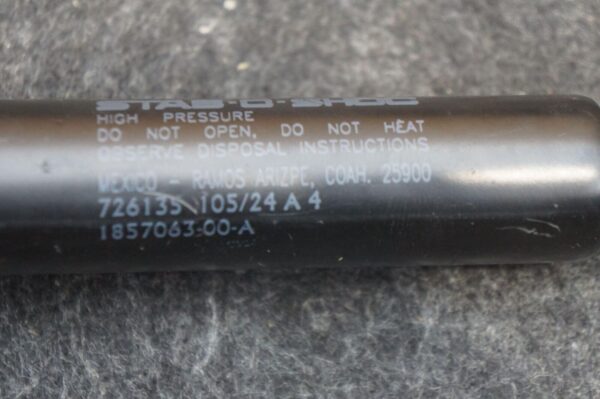 STAB-O-SHOC
HIGH PRESSURE
DO NOT OPEN, DO NOT HEAT
OBSERVE DISPOSAL INSTRUCTIONS
MEXICO - RAMOS ARIZPE, COAH. 25900
726135 105/24 A 4
1857063-00-A